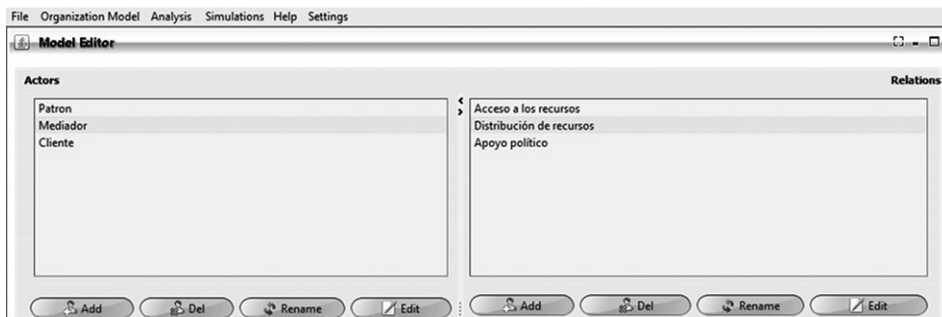 File Organization Model Analysis Simulations Help Settings
Model Editor
Actors
Relations
Patron
Mediador
Cliente
Acceso a los recursos
Distribución de recursos
Apoyo político
Add Del Rename Edit
Add Del Rename Edit